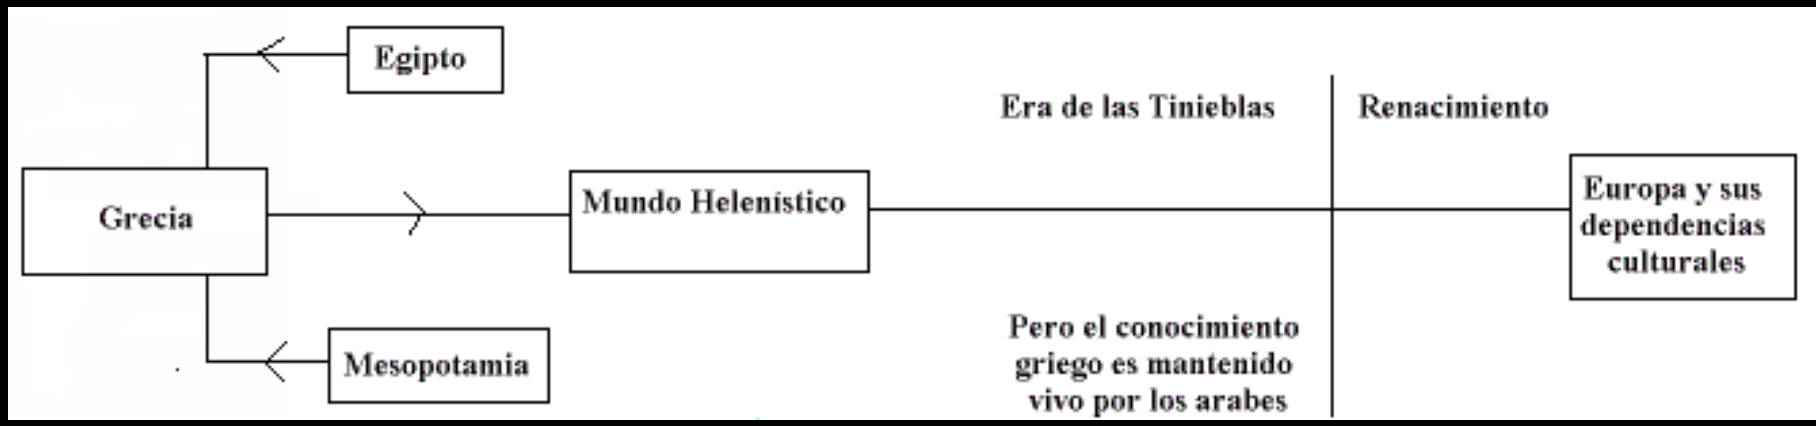 Egipto
Era de las Tinieblas
Renacimiento
Grecia
Mundo Helenístico
Europa y sus
dependencias
culturales
Mesopotamia
Pero el conocimiento
griego es mantenido
vivo por los arabes